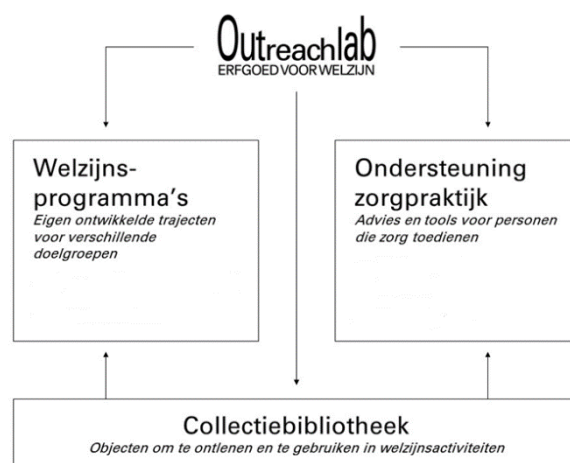 Outreachlab
ERFGOED VOOR WELZIJN
Welzijns-
programma's
Eigen ontwikkelde trajecten
voor verschillende
doelgroepen
Ondersteuning
zorgpraktijk
Advies en tools voor personen
die zorg toedienen
Collectiebibliotheek
Objecten om te ontlenen en te gebruiken in welzijnsactiviteiten